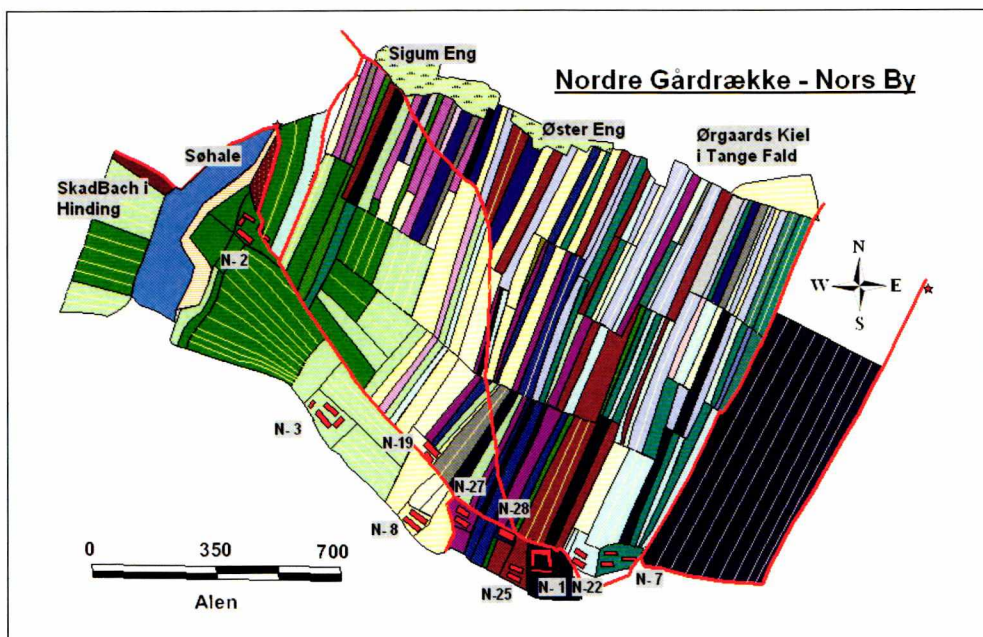 Sigum Eng
Nordre Gårdrække - Nors By
Øster Eng
Ørgaards Kiel
i Tange Fald
Søhale
SkadBach i
Hinding
N
W E
S
N- 2
N- 3
N-19
N-27
N-28
N- 8
N-25
N- 1
N-22
N- 7
0 350 700
Alen